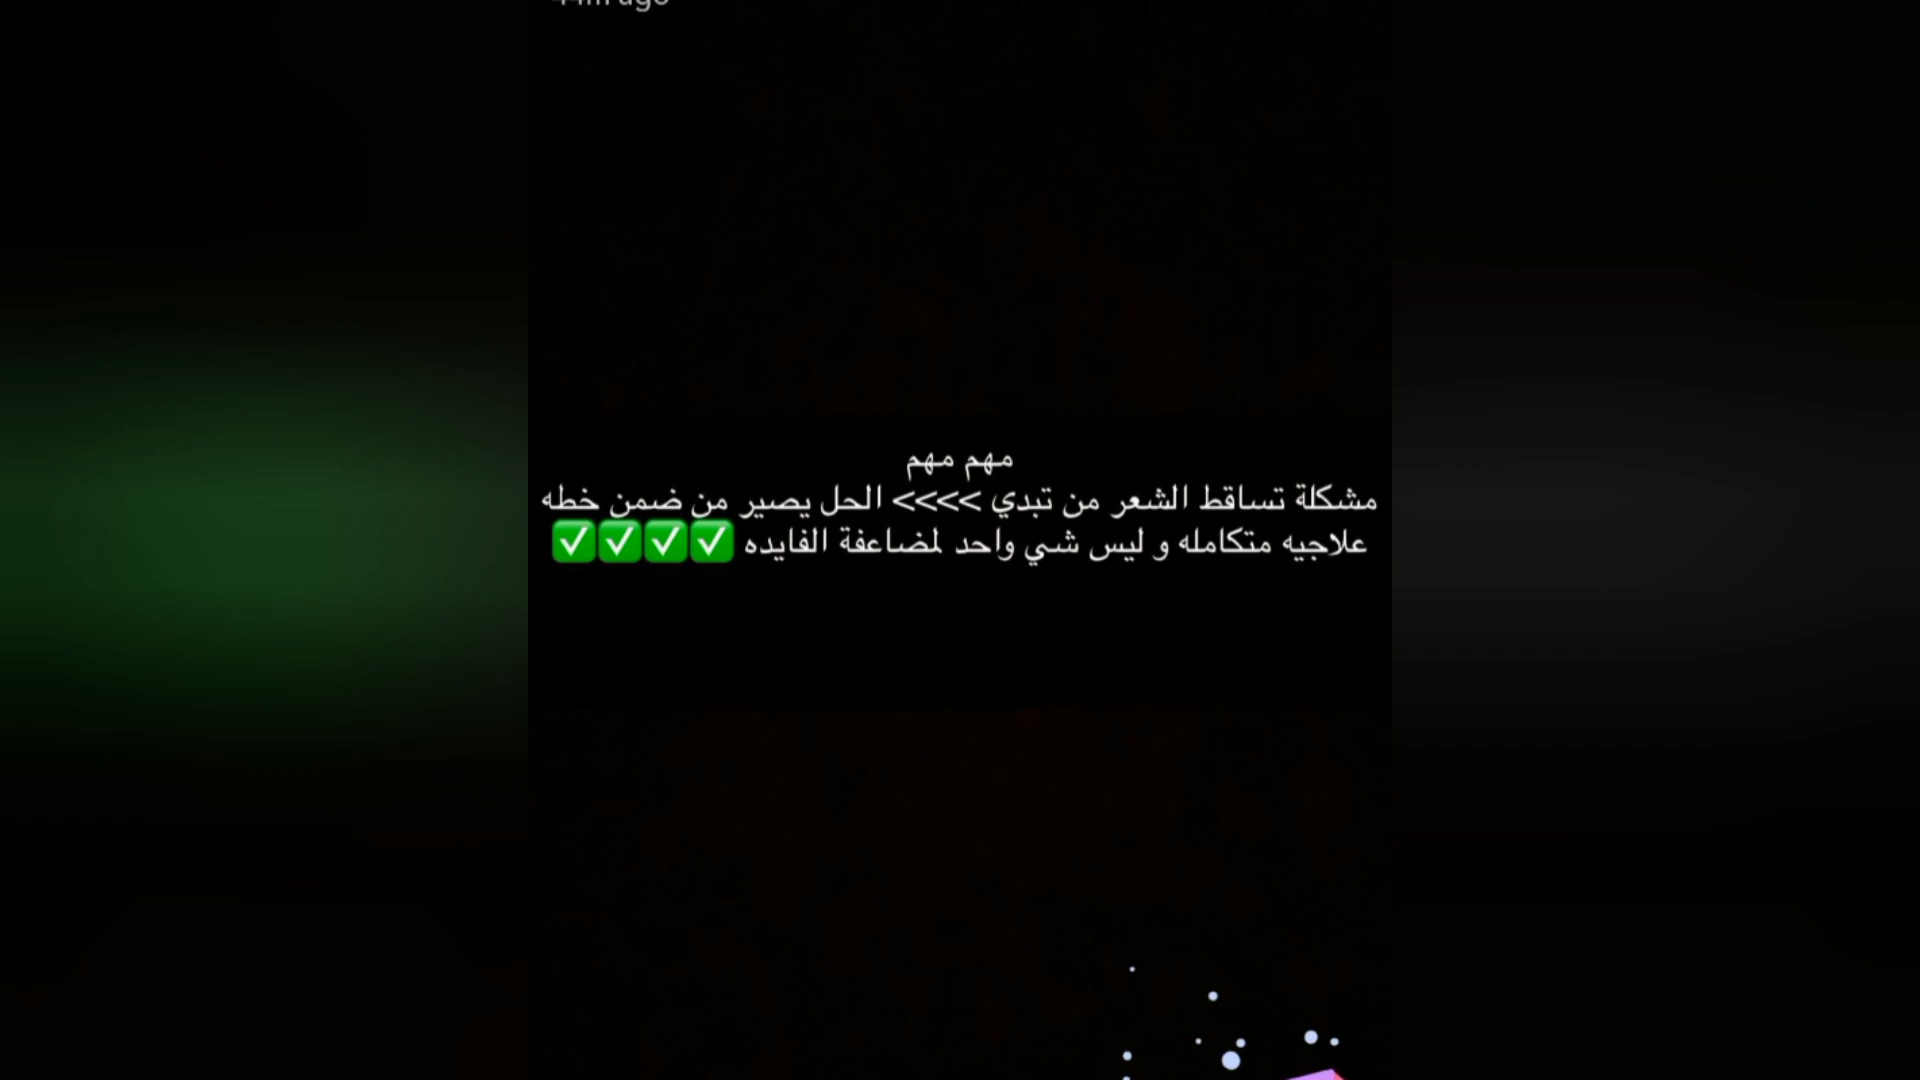 مهم مهم
مشكلة تساقط الشعر من تبدي >>>> الحل يصير من ضمن خطه
علاجيه متكامله و ليس شي واحد لمضاعفة الفايده ✅✅✅✅